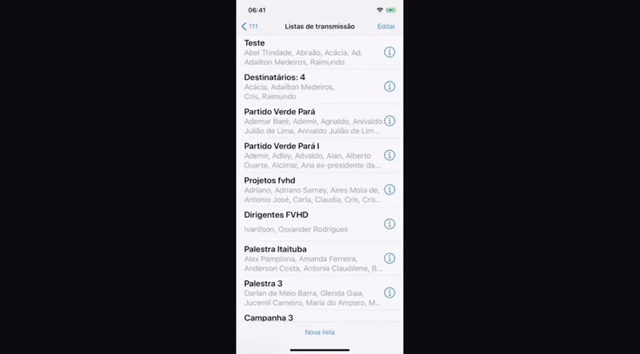 06:41
111
Listas de transmissão
Editar
Teste
Abei Trindade, Abraão, Acácia, Ad,
Adailton Medeiros, Raimundo
Destinatários: 4
Acácia, Adailton Medeiros,
Cris, Raimundo
Partido Verde Pará
Ademar Baré, Ademir, Agnaldo, Anivaldo
Julião de Lima, Anivaldo Julião de Lim...
Partido Verde Pará I
Ademir, Adley, Advaldo, Alan, Alberto
Duarte, Alcimar, Ana ex-presidente da...
Projetos fvhd
Adriano, Adriano Sarney, Aires Mota de,
Antonio José, Carla, Claudia, Cris, Cris...
Dirigentes FVHD
Ivanilson, Osvander Rodrigues
Palestra Itaituba
Alex Pamplona, Amanda Ferreira,
Anderson Costa, Antonia Claudilene, B...
Palestra 3
Darlan de Melo Barra, Glenda Gaia,
Jucemil Carneiro, Maria do Amparo, M...
Campanha 3
Nova lista